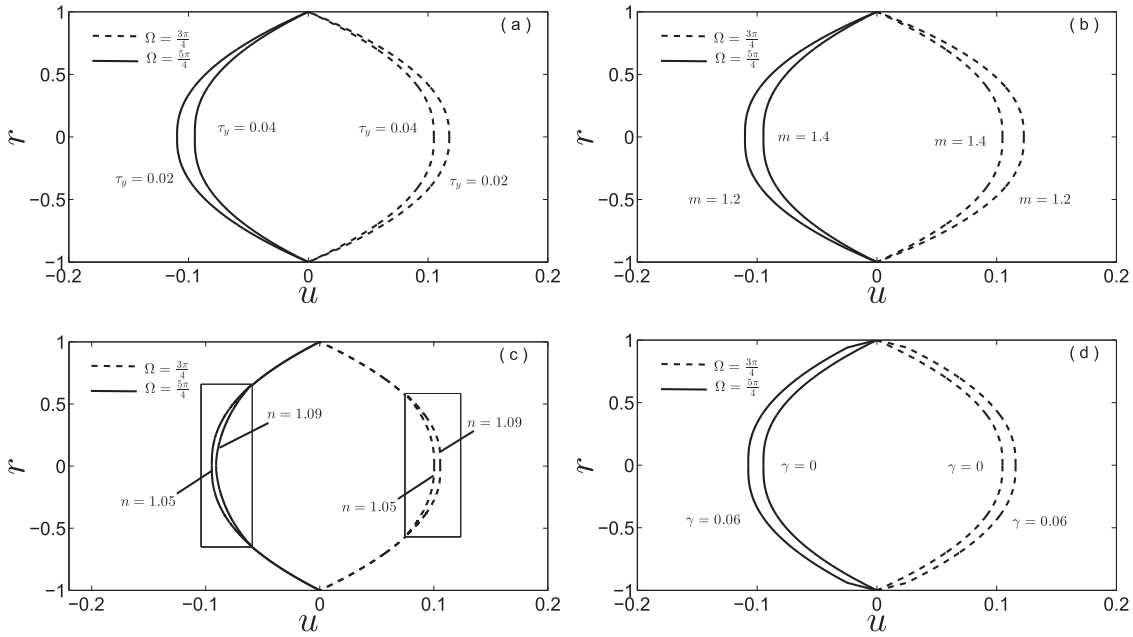 ( a )
Ω = 3π/4
Ω = 5π/4
τ_y = 0.04
τ_y = 0.04
τ_y = 0.02
τ_y = 0.02
r
1
0.5
0
−0.5
−1
−0.2
−0.1
0
0.1
0.2
u
( b )
Ω = 3π/4
Ω = 5π/4
m = 1.4
m = 1.4
m = 1.2
m = 1.2
r
1
0.5
0
−0.5
−1
−0.2
−0.1
0
0.1
0.2
u
( c )
Ω = 3π/4
Ω = 5π/4
n = 1.09
n = 1.09
n = 1.05
n = 1.05
r
1
0.5
0
−0.5
−1
−0.2
−0.1
0
0.1
0.2
u
( d )
Ω = 3π/4
Ω = 5π/4
γ = 0
γ = 0
γ = 0.06
γ = 0.06
r
1
0.5
0
−0.5
−1
−0.2
−0.1
0
0.1
0.2
u